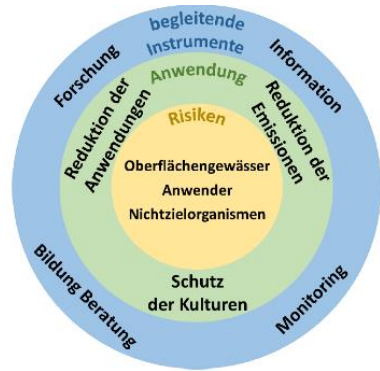 begleitende
Instrumente
Forschung
Information
Anwendung
Reduktion der
Anwendungen
Reduktion der
Emissionen
Risiken
Oberflächengewässer
Anwender
Nichtzielorganismen
Schutz
der Kulturen
Bildung Beratung
Monitoring